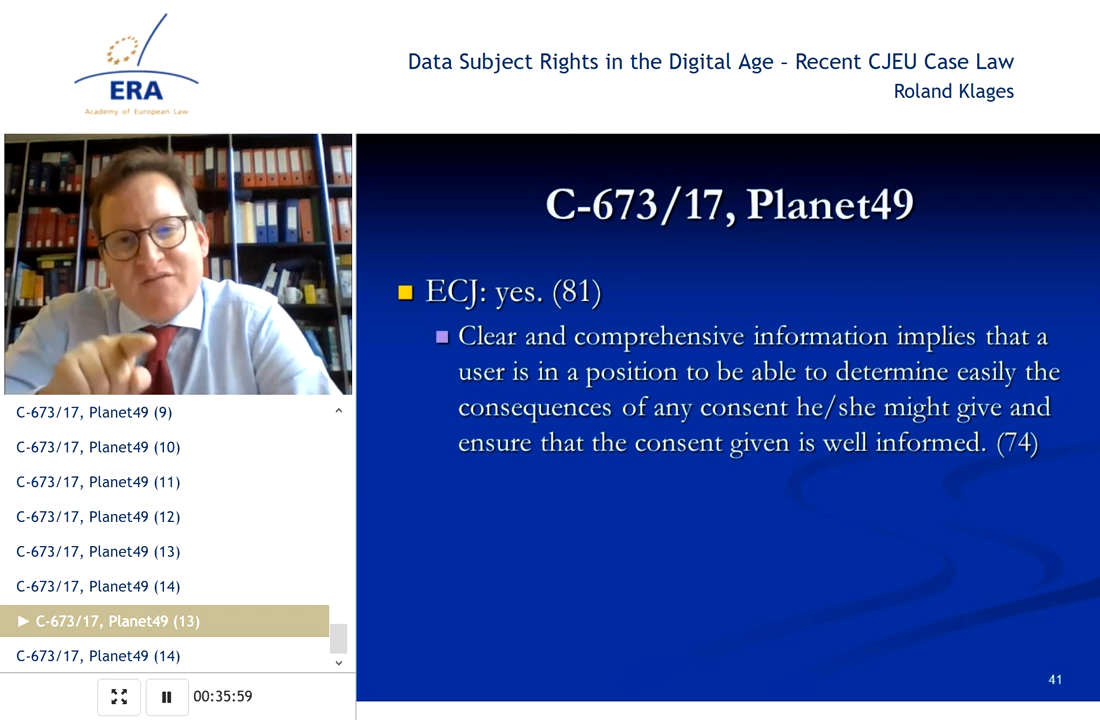 ERA
Academy of European Law
Data Subject Rights in the Digital Age - Recent CJEU Case Law
Roland Klages
C-673/17, Planet49
ECJ: yes. (81)
Clear and comprehensive information implies that a
user is in a position to be able to determine easily the
consequences of any consent he/she might give and
ensure that the consent given is well informed. (74)
41
C-673/17, Planet49 (9)
C-673/17, Planet49 (10)
C-673/17, Planet49 (11)
C-673/17, Planet49 (12)
C-673/17, Planet49 (13)
C-673/17, Planet49 (14)
► C-673/17, Planet49 (13)
C-673/17, Planet49 (14)
00:35:59